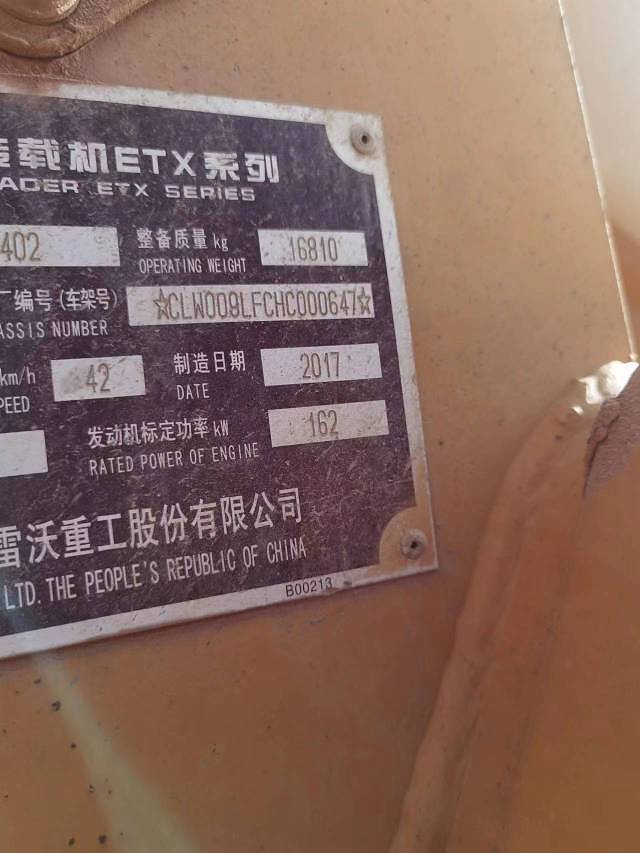 载机ETX系列
ADER ETX SERIES
402 整备质量 kg 16810
OPERATING WEIGHT
编号(车架号) ☆CLW009LFCHC000647☆
ASSIS NUMBER
km/h 42 制造日期 2017
PEED DATE
发动机标定功率 kW 162
RATED POWER OF ENGINE
雷沃重工股份有限公司
LTD. THE PEOPLE'S REPUBLIC OF CHINA
B00213